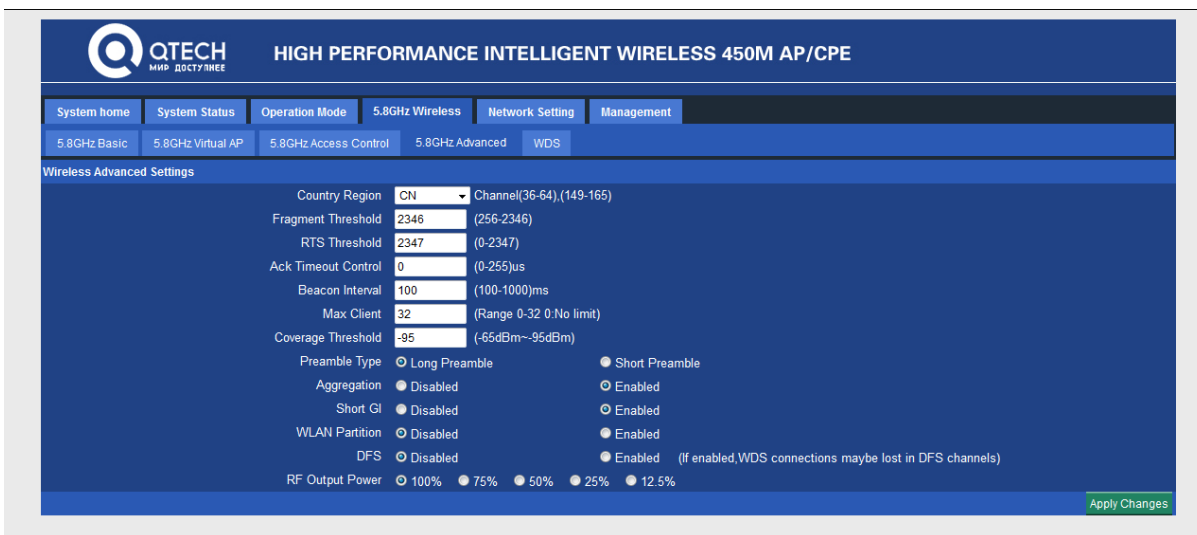 QTECH
МИР ДОСТУПНЕЕ
HIGH PERFORMANCE INTELLIGENT WIRELESS 450M AP/CPE
System home System Status Operation Mode 5.8GHz Wireless Network Setting Management
5.8GHz Basic 5.8GHz Virtual AP 5.8GHz Access Control 5.8GHz Advanced WDS
Wireless Advanced Settings
Country Region CN Channel(36-64),(149-165)
Fragment Threshold 2346 (256-2346)
RTS Threshold 2347 (0-2347)
Ack Timeout Control 0 (0-255)us
Beacon Interval 100 (100-1000)ms
Max Client 32 (Range 0-32 0:No limit)
Coverage Threshold -95 (-65dBm~-95dBm)
Preamble Type Long Preamble Short Preamble
Aggregation Disabled Enabled
Short GI Disabled Enabled
WLAN Partition Disabled Enabled
DFS Disabled Enabled (If enabled,WDS connections maybe lost in DFS channels)
RF Output Power 100% 75% 50% 25% 12.5%
Apply Changes